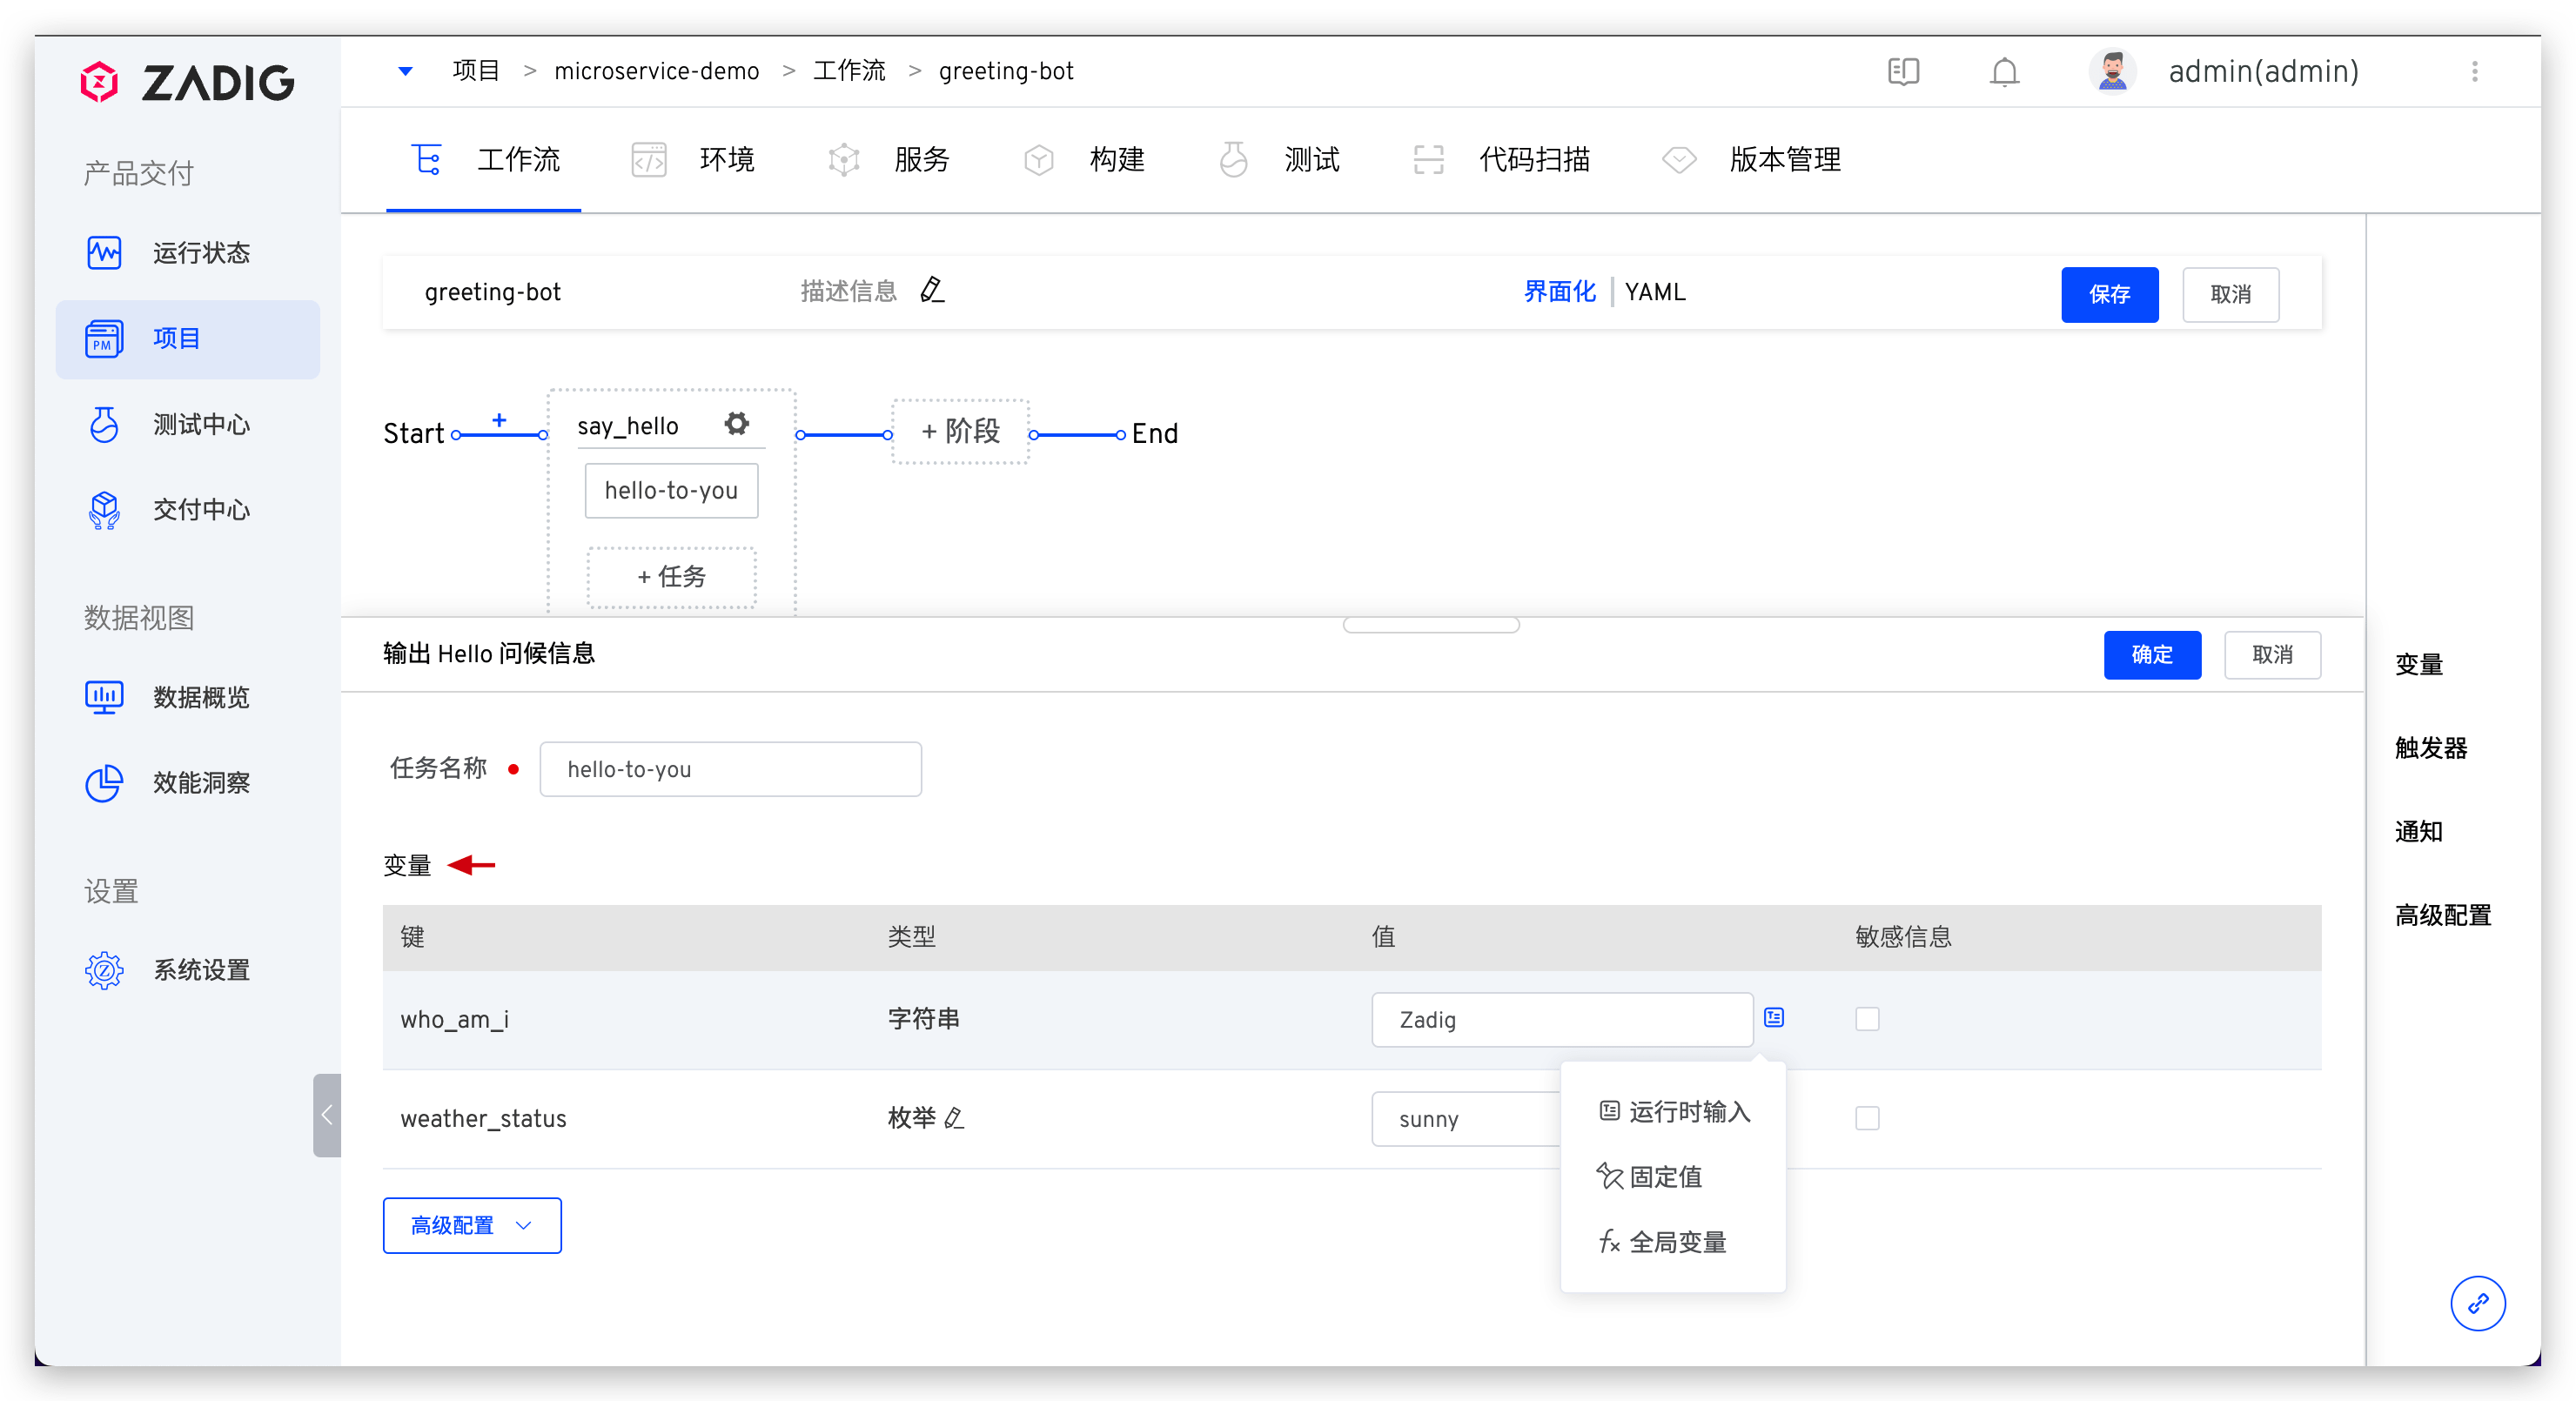 ZADIG
项目 > microservice-demo > 工作流 > greeting-bot
admin(admin)
产品交付
运行状态
PM
项目
测试中心
交付中心
数据视图
数据概览
效能洞察
设置
系统设置
工作流
环境
服务
构建
测试
代码扫描
版本管理
greeting-bot
描述信息
界面化 | YAML
保存
取消
Start
+
say_hello
hello-to-you
+ 任务
+ 阶段
End
输出 Hello 问候信息
确定
取消
任务名称
hello-to-you
变量
键 类型 值 敏感信息
who_am_i 字符串 Zadig
weather_status 枚举 sunny
运行时输入
固定值
fx 全局变量
高级配置
变量
触发器
通知
高级配置